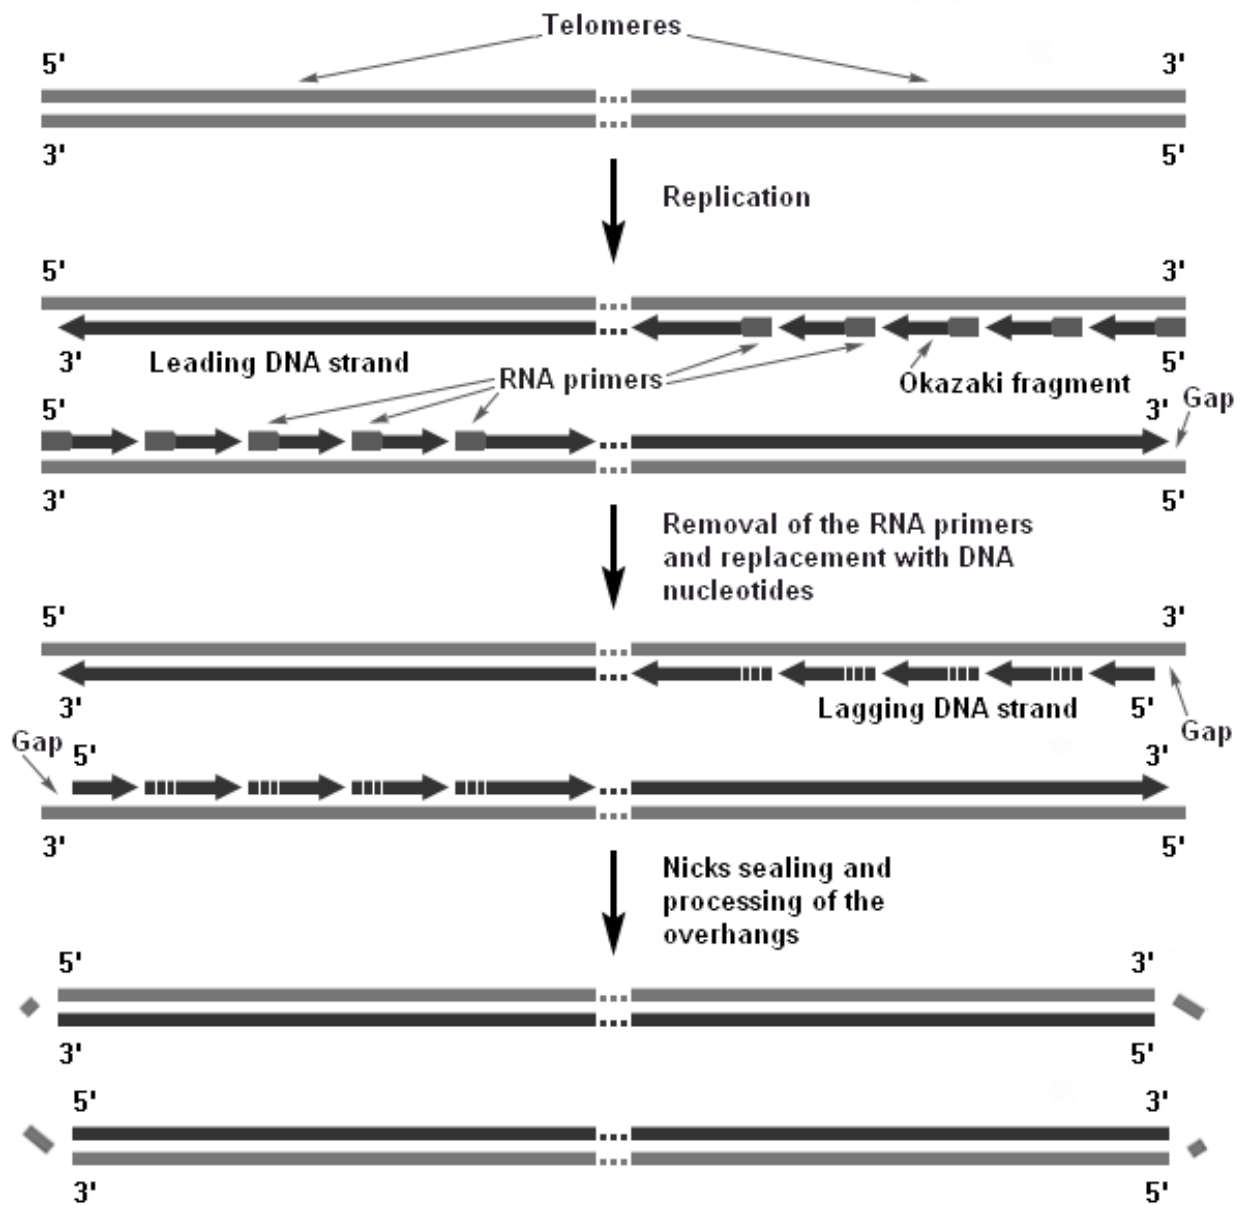 Telomeres
5' 3'
3' 5'
Replication
5' 3'
3' Leading DNA strand RNA primers Okazaki fragment 5'
5' 3' Gap
3' 5'
Removal of the RNA primers
and replacement with DNA
nucleotides
5' 3'
3' Lagging DNA strand 5' Gap
Gap 5' 3'
3' 5'
Nicks sealing and
processing of the
overhangs
5' 3'
3' 5'
5' 3'
3' 5'